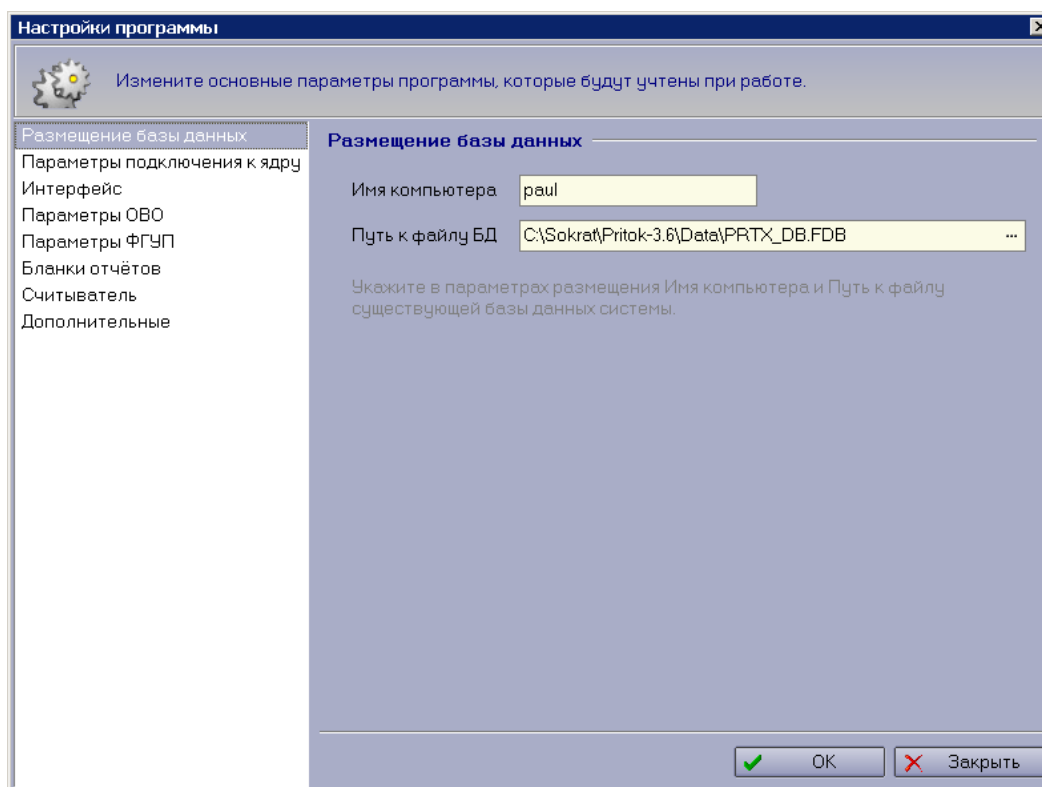 Настройки программы
Измените основные параметры программы, которые будут учтены при работе.
Размещение базы данных
Параметры подключения к ядру
Интерфейс
Параметры ОВО
Параметры ФГУП
Бланки отчётов
Считыватель
Дополнительные
Размещение базы данных
Имя компьютера paul
Путь к файлу БД C:\Sokrat\Pritok-3.6\Data\PRTX_DB.FDB ...
Укажите в параметрах размещения Имя компьютера и Путь к файлу
существующей базы данных системы.
OK Закрыть